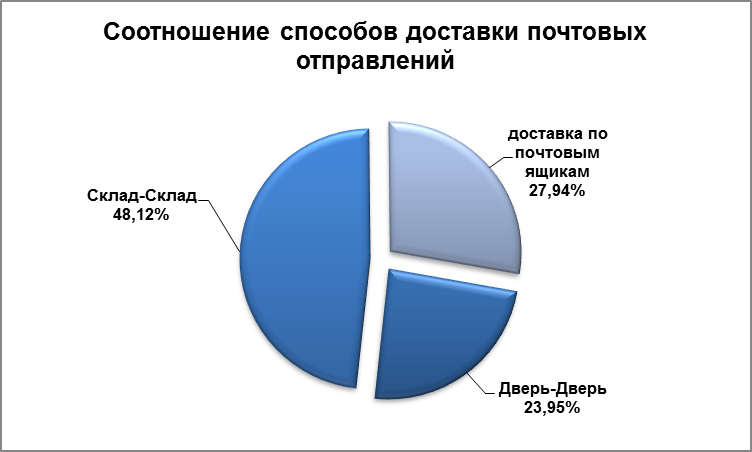 Соотношение способов доставки почтовых
отправлений
доставка по
почтовым
ящикам
27,94%
Склад-Склад
48,12%
Дверь-Дверь
23,95%